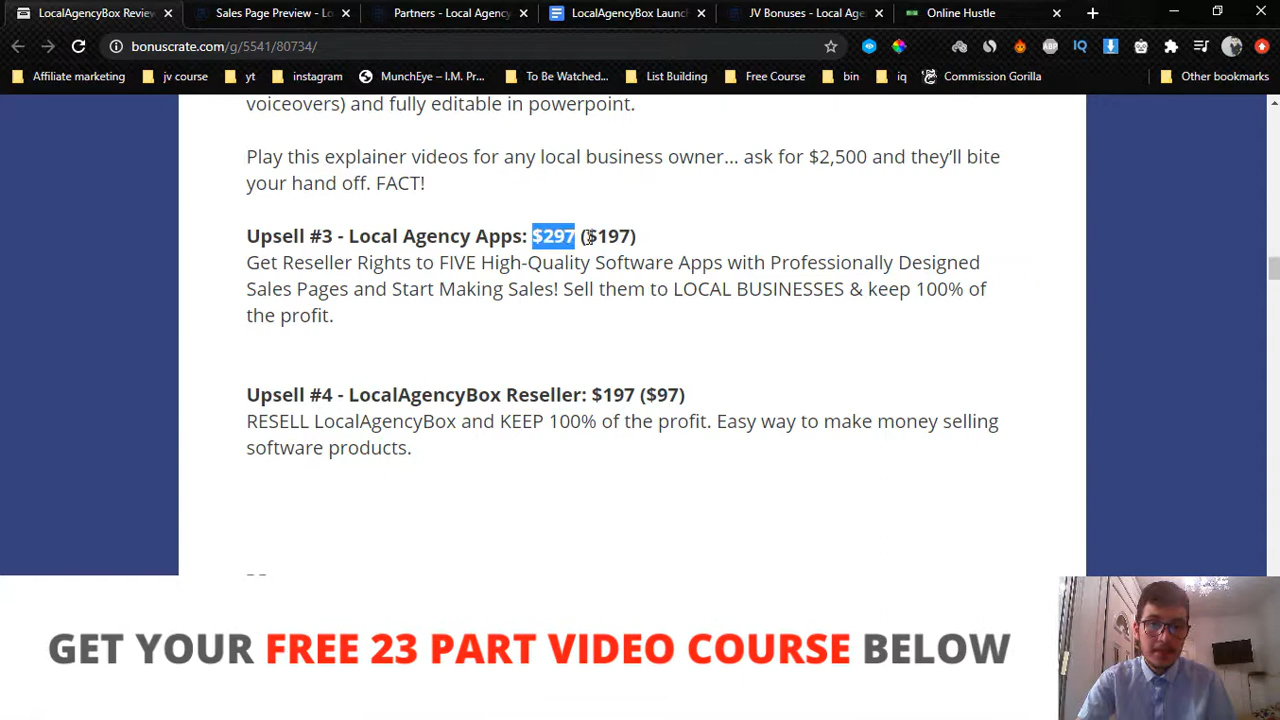 LocalAgencyBox Review
Sales Page Preview - Lo
Partners - Local Agency
LocalAgencyBox Launc
JV Bonuses - Local Age
Online Hustle
bonuscrate.com/g/5541/80734/
ABP
IQ
Affiliate marketing
jv course
yt
instagram
MunchEye – I.M. Pr...
To Be Watched...
List Building
Free Course
bin
iq
Commission Gorilla
Other bookmarks
voiceovers) and fully editable in powerpoint.
Play this explainer videos for any local business owner… ask for $2,500 and they’ll bite
your hand off. FACT!
Upsell #3 - Local Agency Apps: $297 ($197)
Get Reseller Rights to FIVE High-Quality Software Apps with Professionally Designed
Sales Pages and Start Making Sales! Sell them to LOCAL BUSINESSES & keep 100% of
the profit.
Upsell #4 - LocalAgencyBox Reseller: $197 ($97)
RESELL LocalAgencyBox and KEEP 100% of the profit. Easy way to make money selling
software products.
GET YOUR FREE 23 PART VIDEO COURSE BELOW